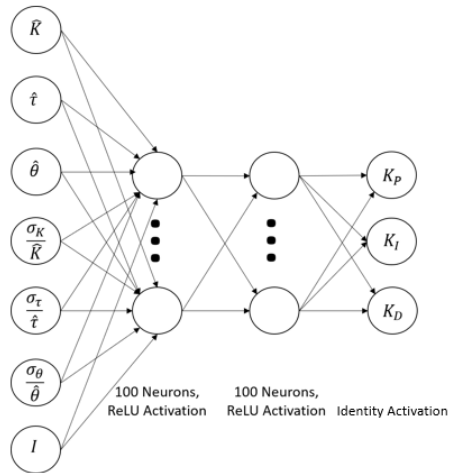 K̂
τ̂
θ̂
σ_K / K̂
σ_τ / τ̂
σ_θ / θ̂
I
K_P
K_I
K_D
100 Neurons,
ReLU Activation
100 Neurons,
ReLU Activation
Identity Activation